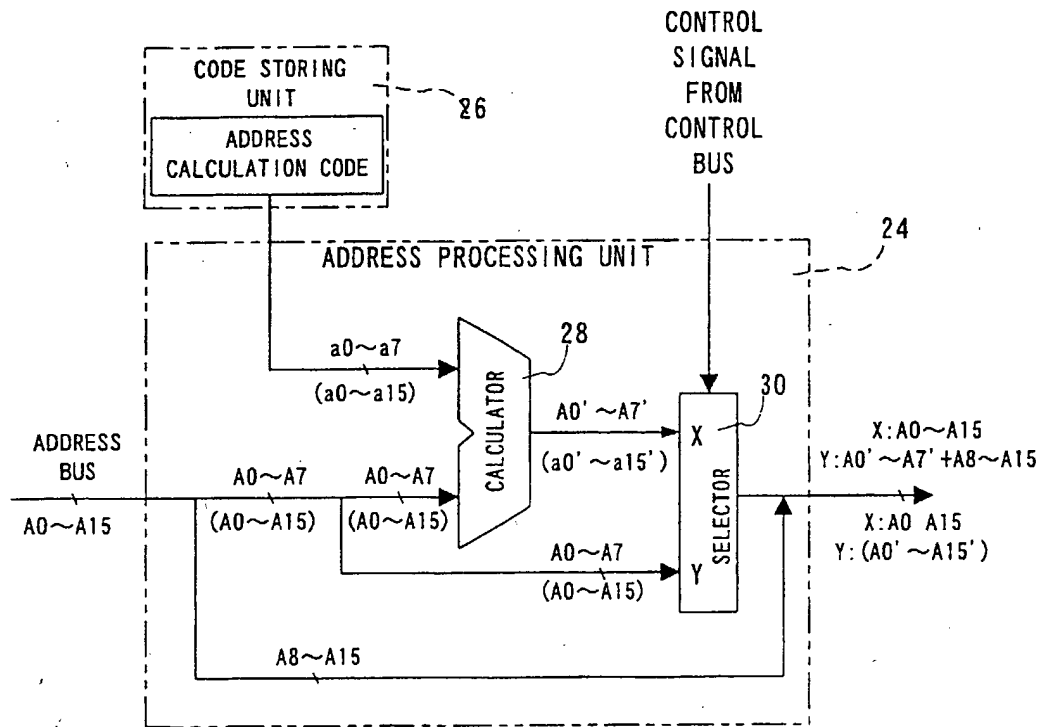 CONTROL
SIGNAL
FROM
CONTROL
BUS
CODE STORING
UNIT
26
ADDRESS
CALCULATION CODE
24
ADDRESS PROCESSING UNIT
a0~a7
(a0~a15)
28
CALCULATOR
A0'~A7'
(a0'~a15')
30
X
Y
SELECTOR
ADDRESS
BUS
A0~A15
A0~A7
(A0~A15)
A0~A7
(A0~A15)
A0~A7
(A0~A15)
A8~A15
X:A0~A15
Y:A0'~A7'+A8~A15
X:A0 A15
Y:(A0'~A15')